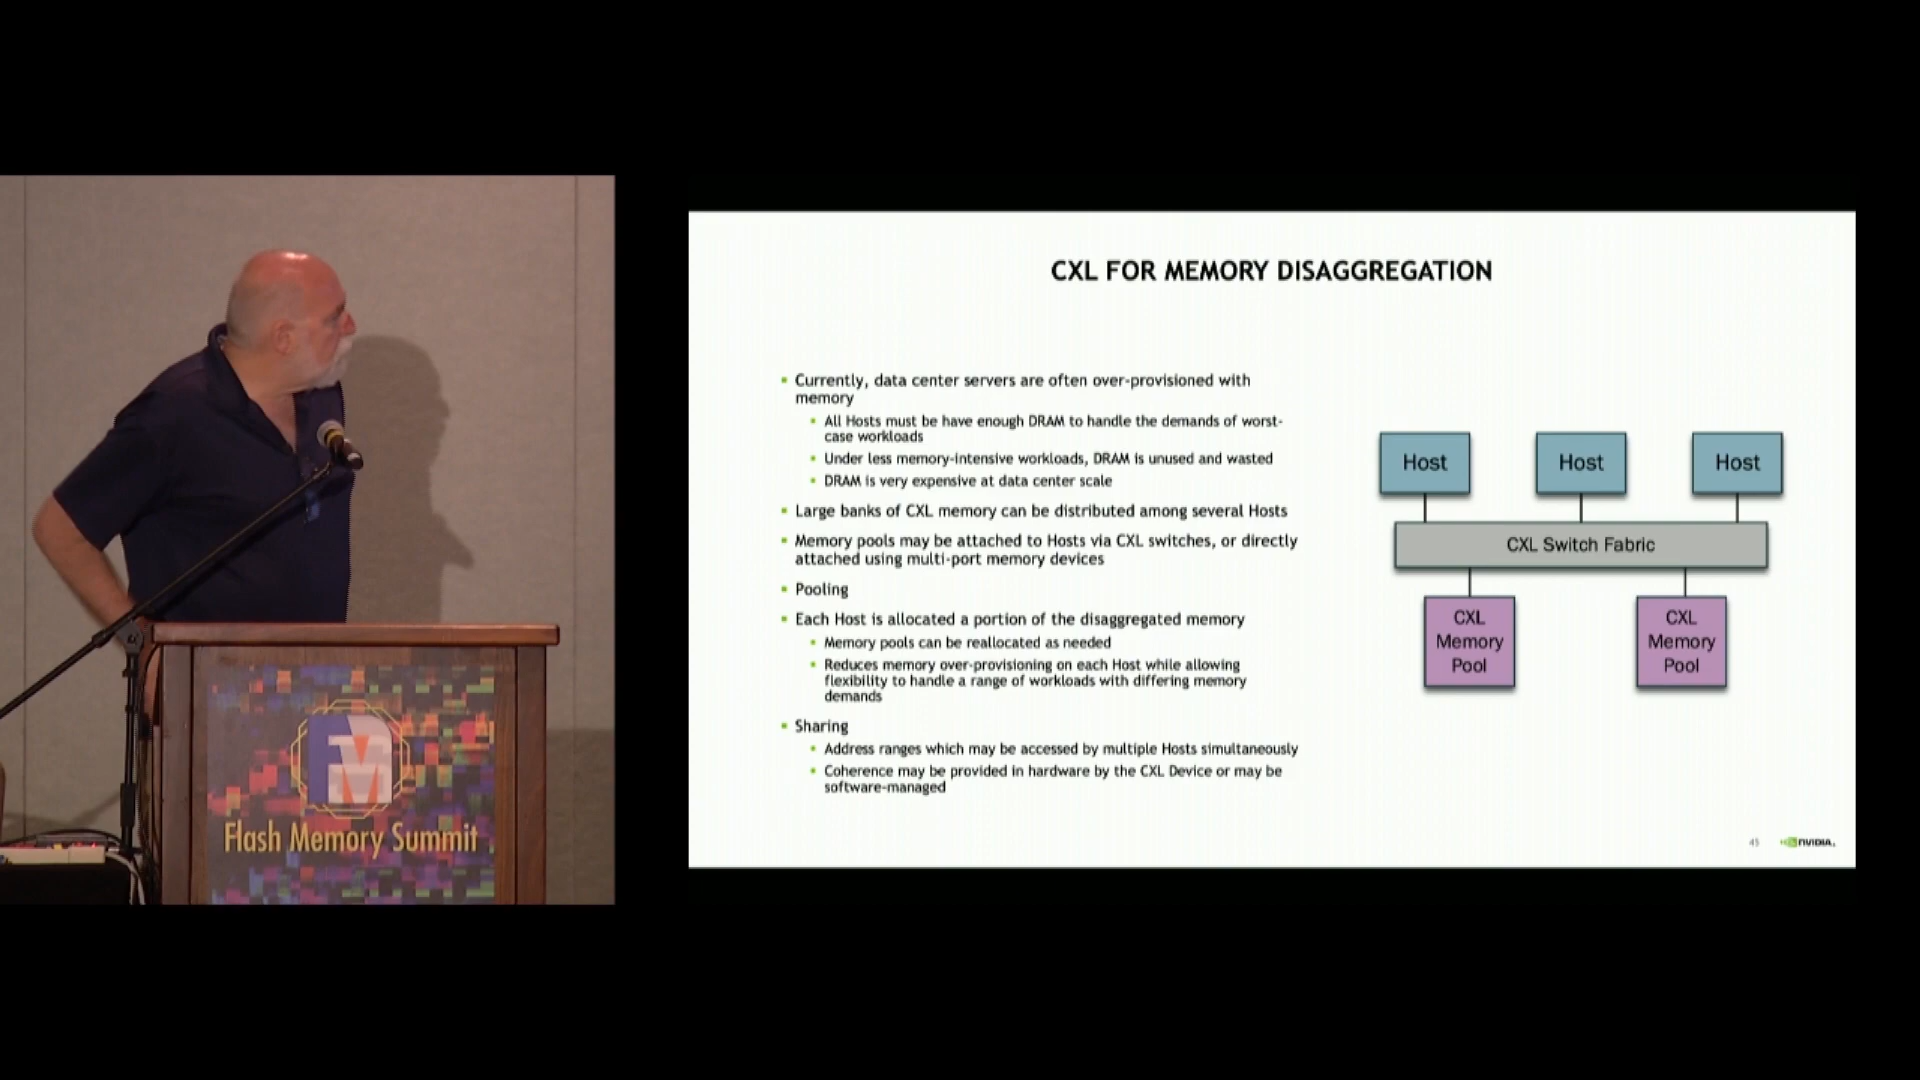 CXL FOR MEMORY DISAGGREGATION
Currently, data center servers are often over-provisioned with
memory
All Hosts must be have enough DRAM to handle the demands of worst-
case workloads
Under less memory-intensive workloads, DRAM is unused and wasted
DRAM is very expensive at data center scale
Large banks of CXL memory can be distributed among several Hosts
Memory pools may be attached to Hosts via CXL switches, or directly
attached using multi-port memory devices
Pooling
Each Host is allocated a portion of the disaggregated memory
Memory pools can be reallocated as needed
Reduces memory over-provisioning on each Host while allowing
flexibility to handle a range of workloads with differing memory
demands
Sharing
Address ranges which may be accessed by multiple Hosts simultaneously
Coherence may be provided in hardware by the CXL Device or may be
software-managed
Host
Host
Host
CXL Switch Fabric
CXL
Memory
Pool
CXL
Memory
Pool
45
NVIDIA.
Flash Memory Summit